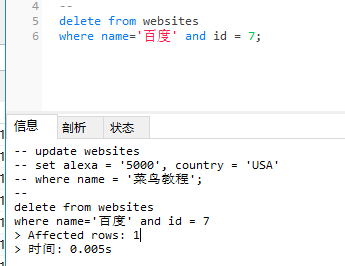 4 --
5 delete from websites
6 where name='百度' and id = 7;
信息 剖析 状态
-- update websites
-- set alexa = '5000', country = 'USA'
-- where name = '菜鸟教程';
--
delete from websites
where name='百度' and id = 7
> Affected rows: 1
> 时间: 0.005s